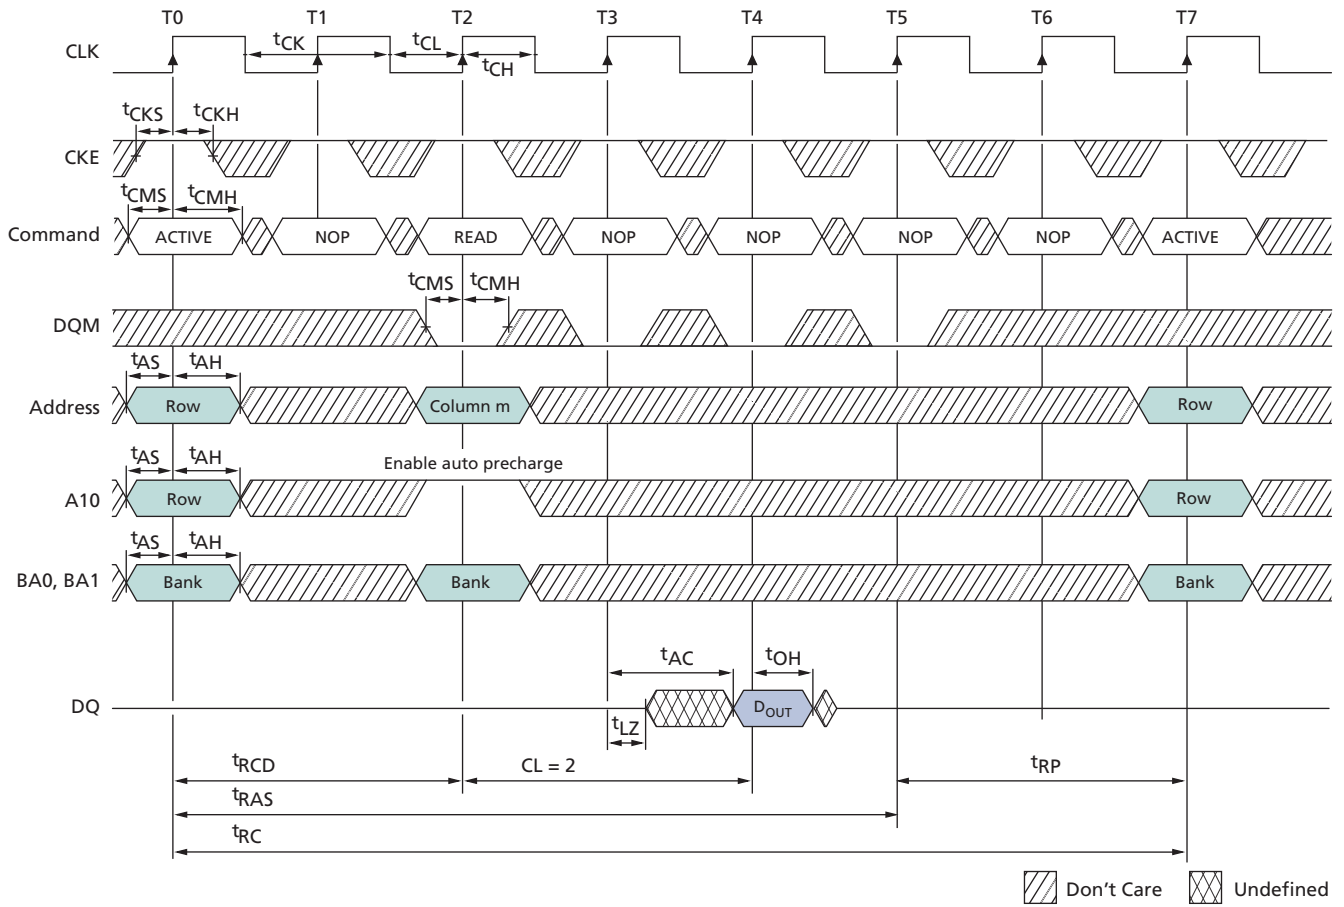 T0 T1 T2 T3 T4 T5 T6 T7
CLK tCK tCL tCH
tCKS tCKH
CKE
tCMS tCMH
Command ACTIVE NOP READ NOP NOP NOP NOP ACTIVE
tCMS tCMH
DQM
tAS tAH
Address Row Column m Row
tAS tAH Enable auto precharge
A10 Row Row
tAS tAH
BA0, BA1 Bank Bank Bank
tAC tOH
DQ DOUT
tLZ
tRCD CL = 2 tRP
tRAS
tRC
Don't Care Undefined